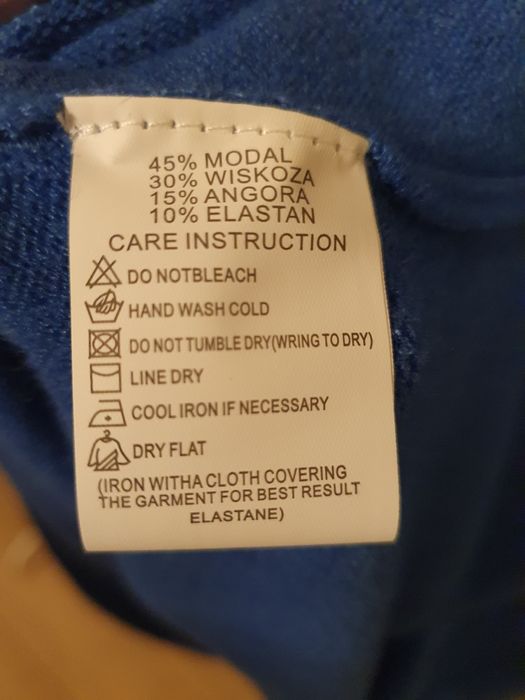 45% MODAL
30% WISKOZA
15% ANGORA
10% ELASTAN
CARE INSTRUCTION
DO NOTBLEACH
HAND WASH COLD
DO NOT TUMBLE DRY(WRING TO DRY)
LINE DRY
COOL IRON IF NECESSARY
DRY FLAT
(IRON WITHA CLOTH COVERING
THE GARMENT FOR BEST RESULT
ELASTANE)